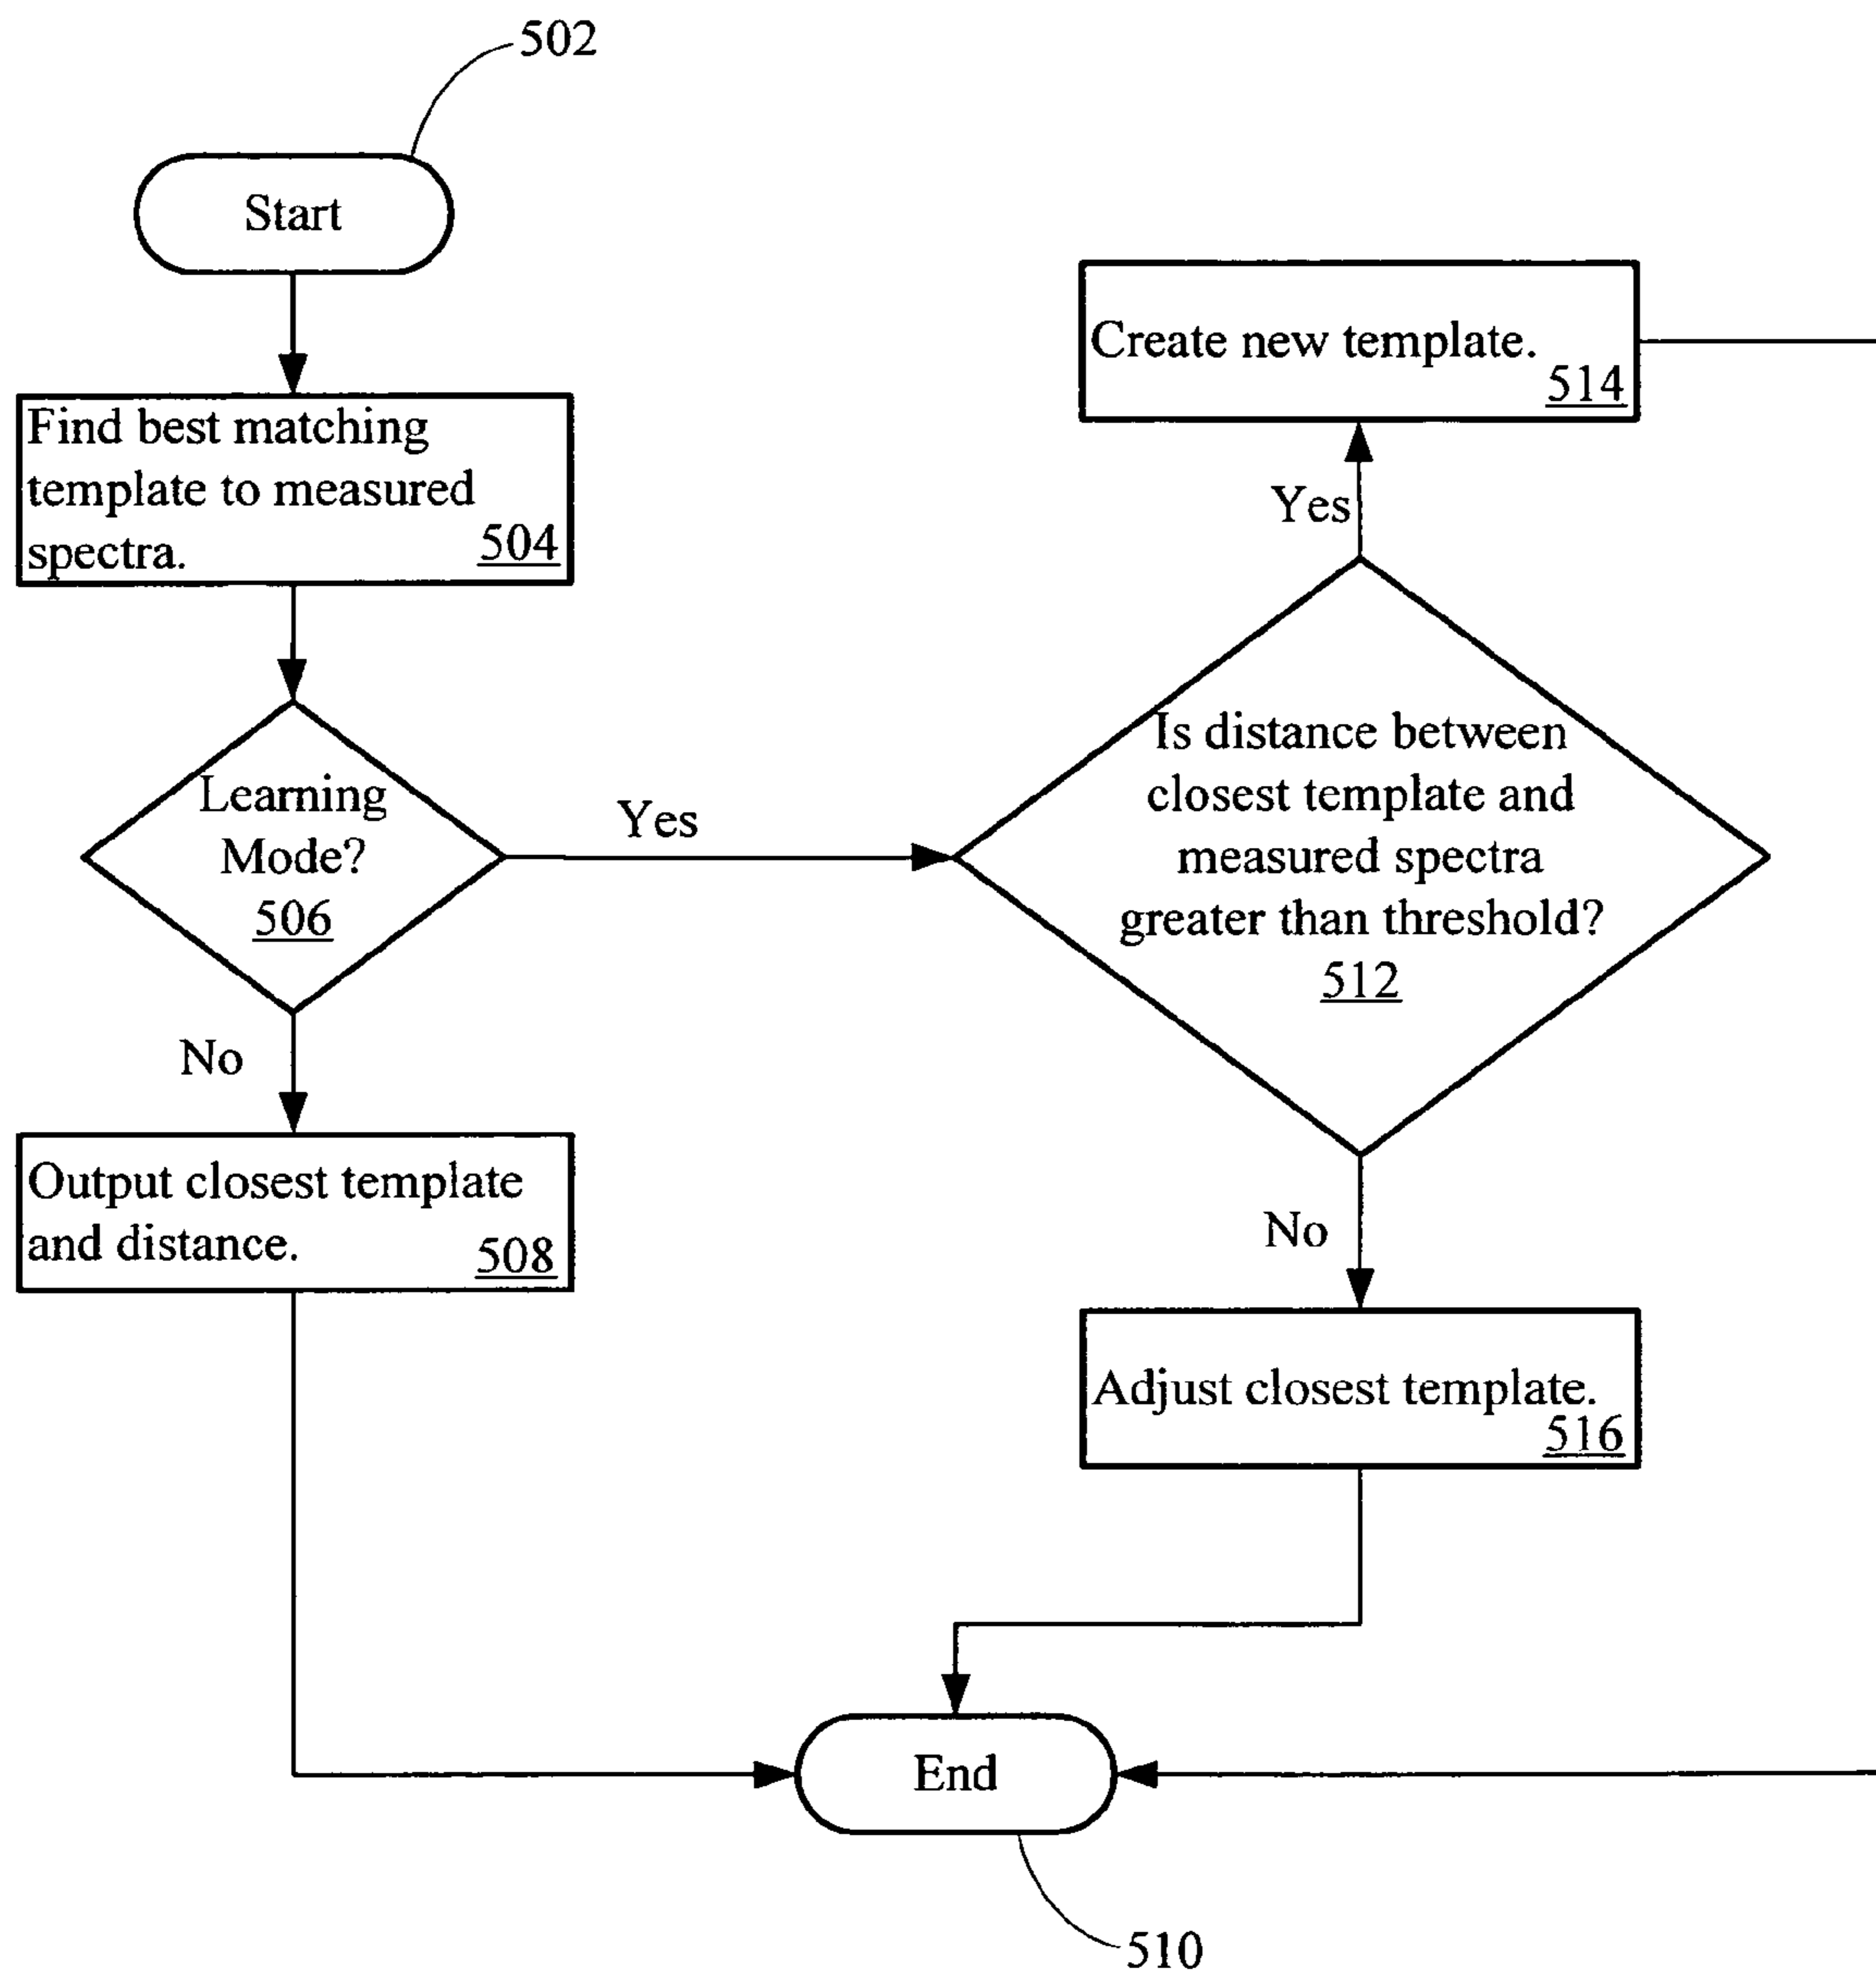 502
Start
Find best matching
template to measured
spectra.
504
Learning
Mode?
506
Yes
No
Output closest template
and distance.
508
Create new template.
514
Yes
Is distance between
closest template and
measured spectra
greater than threshold?
512
No
Adjust closest template.
516
End
510